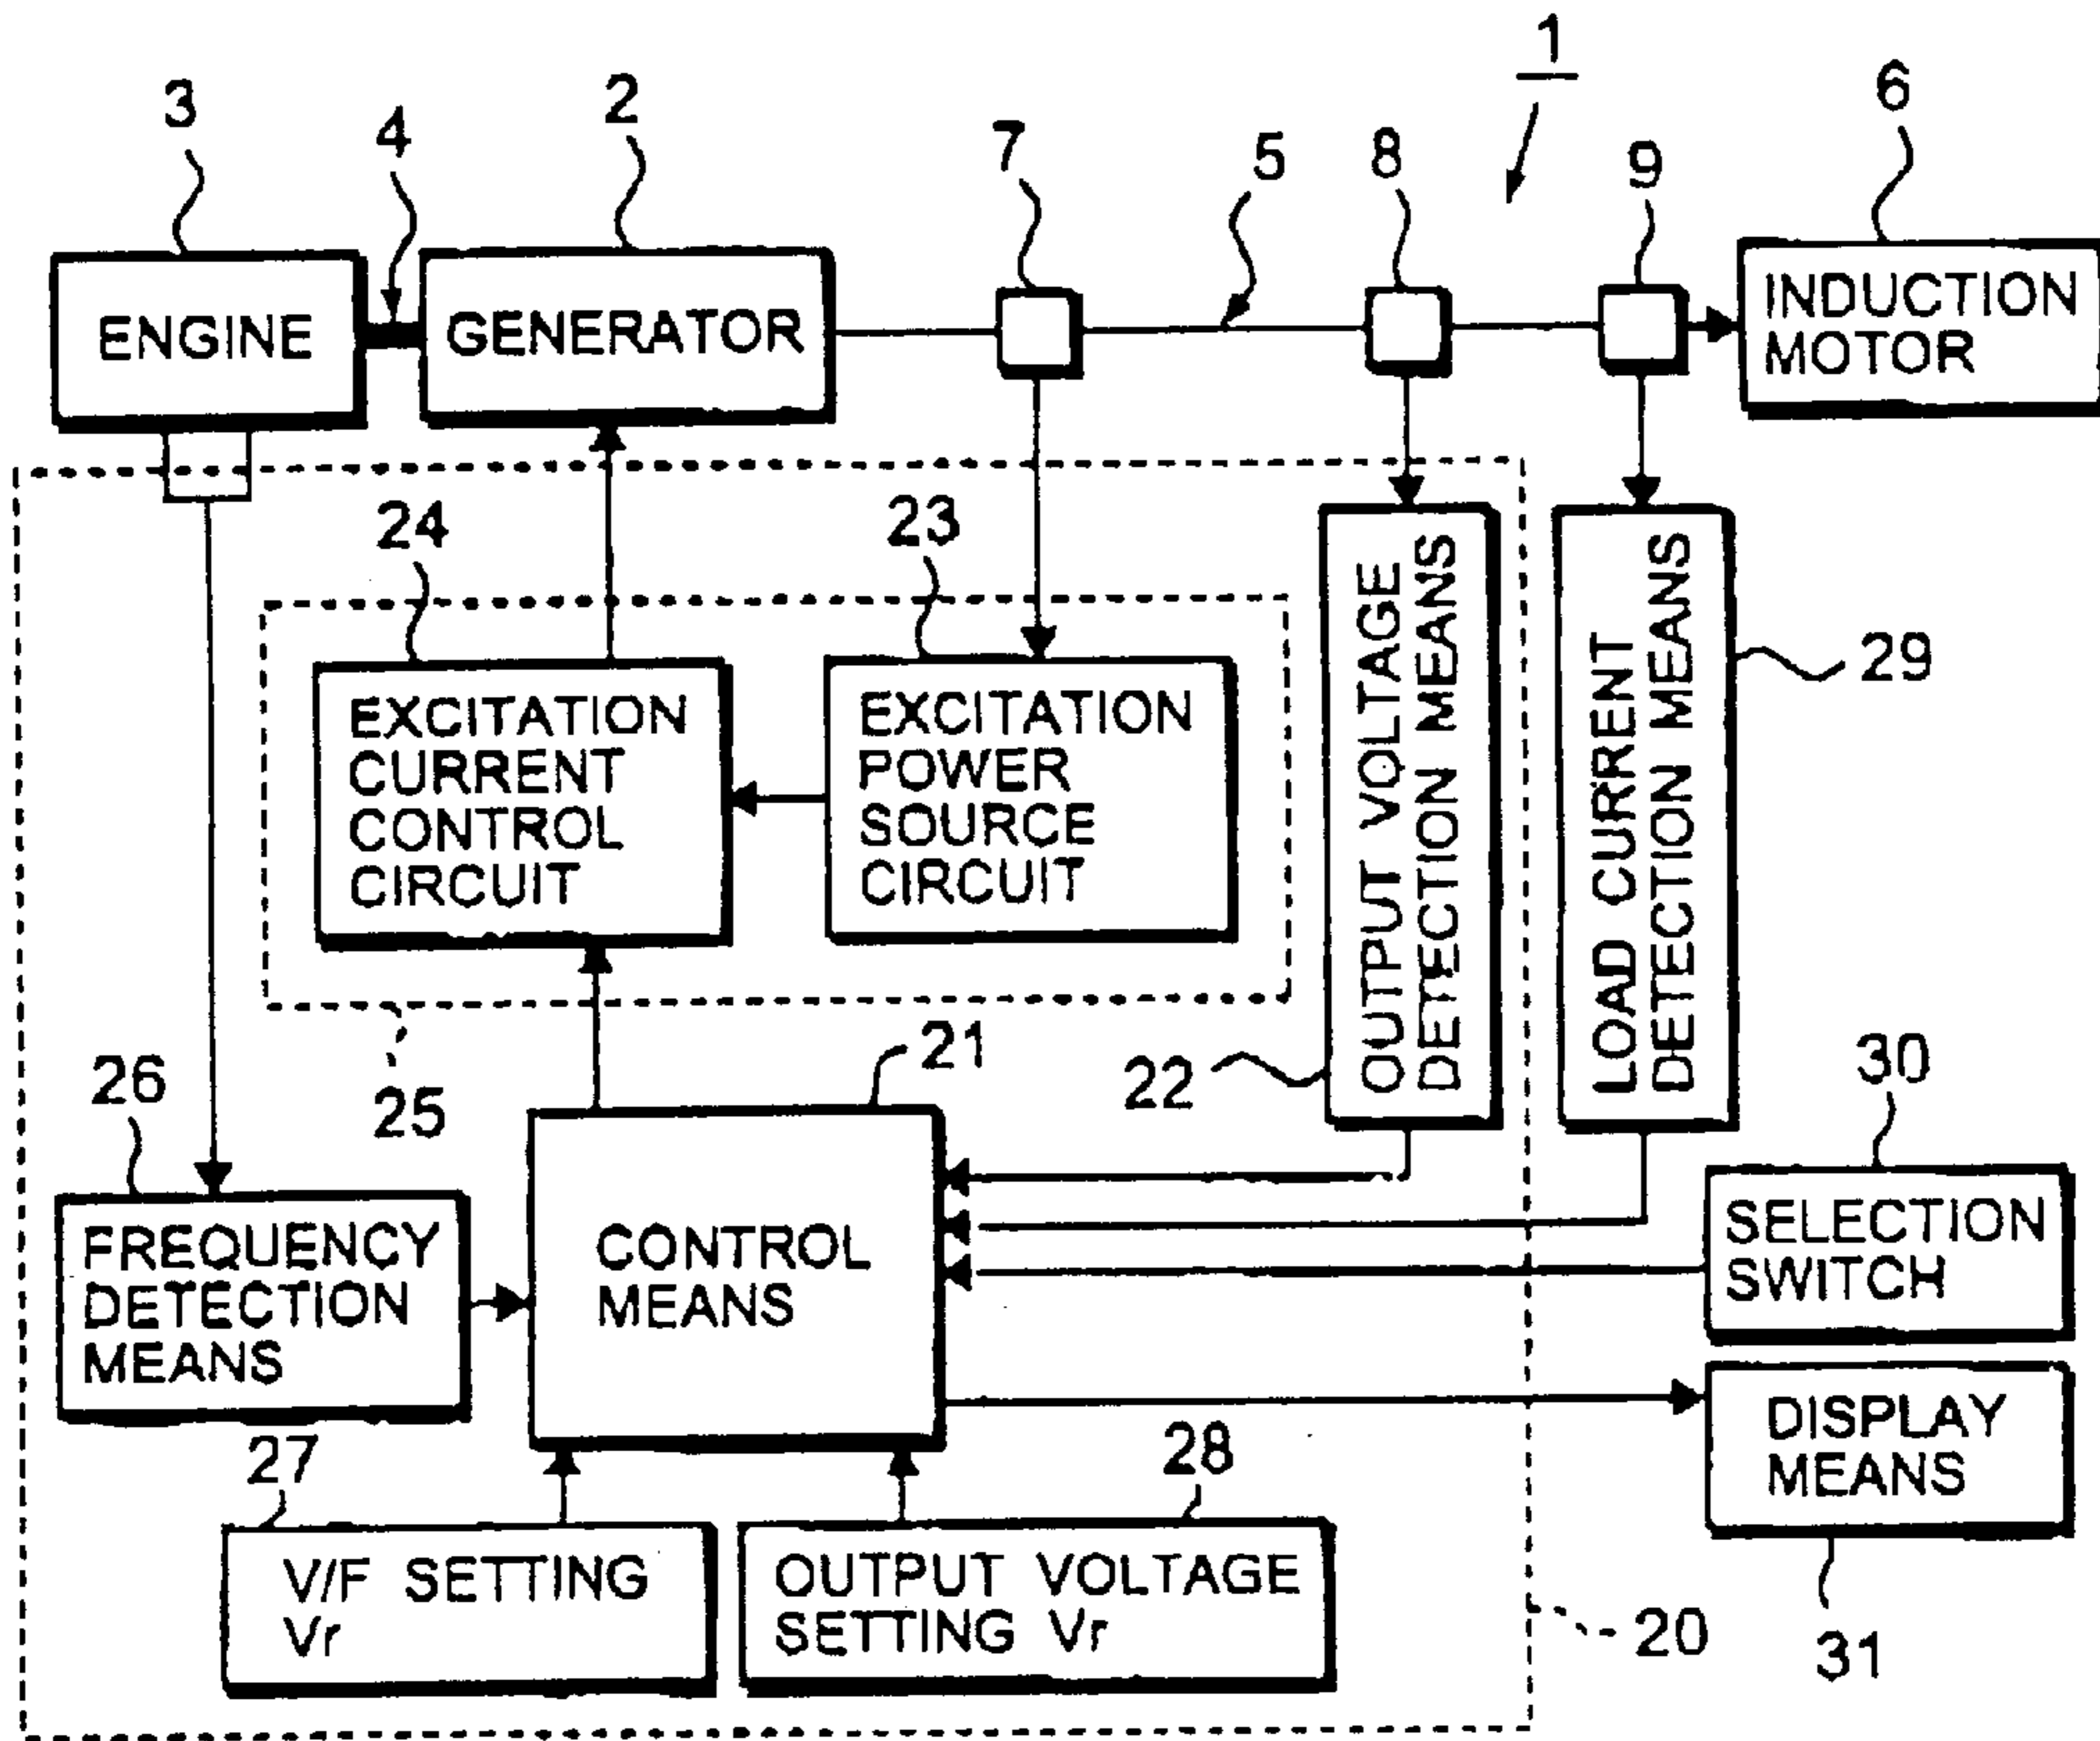 1
3
4
2
7
5
8
9
6
ENGINE
GENERATOR
INDUCTION
MOTOR
24
23
EXCITATION
CURRENT
CONTROL
CIRCUIT
EXCITATION
POWER
SOURCE
CIRCUIT
OUTPUT VOLTAGE
DETECTION MEANS
LOAD CURRENT
DETECTION MEANS
29
25
21
22
26
30
FREQUENCY
DETECTION
MEANS
CONTROL
MEANS
SELECTION
SWITCH
DISPLAY
MEANS
27
28
V/F SETTING
Vr
OUTPUT VOLTAGE
SETTING Vr
20
31